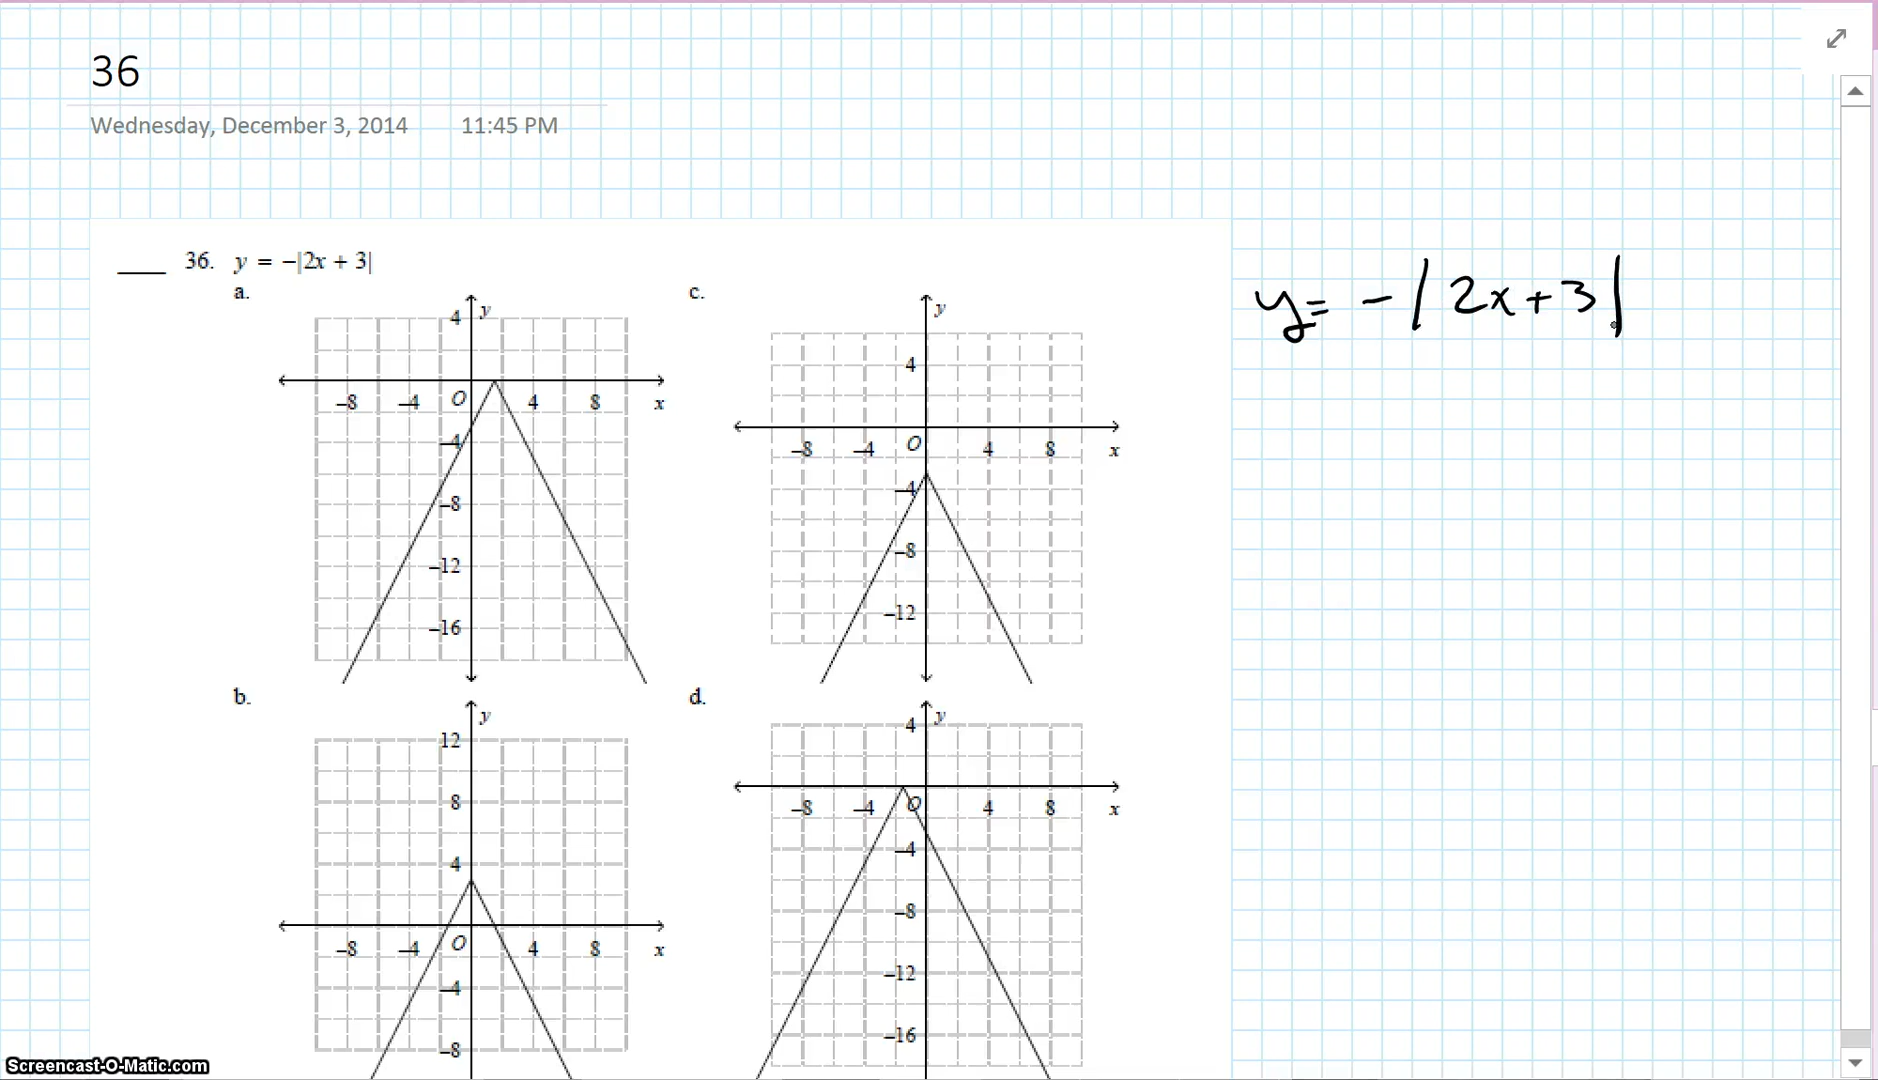 36
Wednesday, December 3, 2014 11:45 PM
____ 36. y = −|2x + 3|
y= -|2x+3|
a.
4 y
−8 −4 O 4 8 x
−4
−8
−12
−16
c.
y
4
−8 −4 O 4 8 x
−4
−8
−12
b.
y
12
8
4
−8 −4 O 4 8 x
−4
−8
d.
4 y
−8 −4 O 4 8 x
−4
−8
−12
−16
Screencast-O-Matic.com